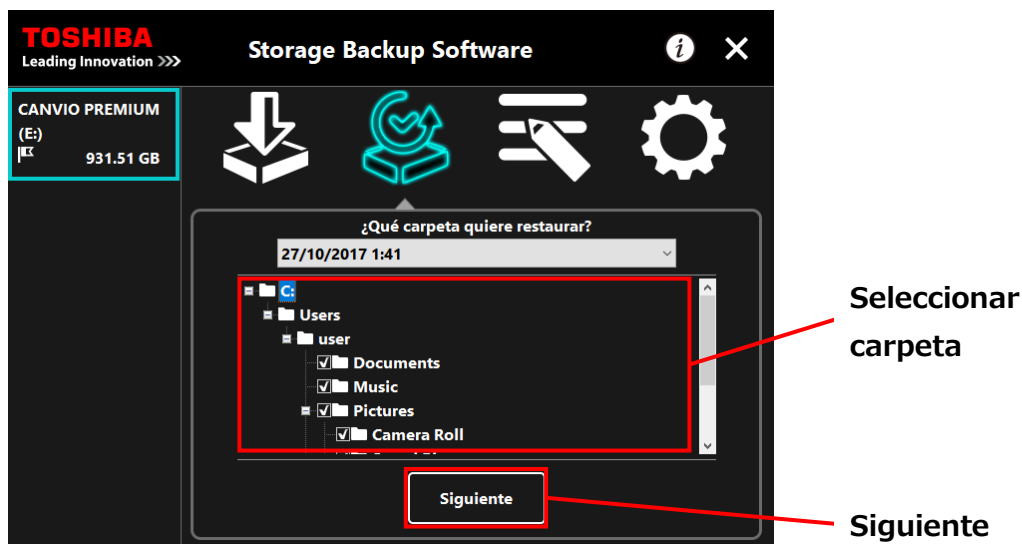 TOSHIBA
Leading Innovation >>>
Storage Backup Software
CANVIO PREMIUM
(E:)
931.51 GB
¿Qué carpeta quiere restaurar?
27/10/2017 1:41
C:
Users
user
Documents
Music
Pictures
Camera Roll
Siguiente
Seleccionar
carpeta
Siguiente